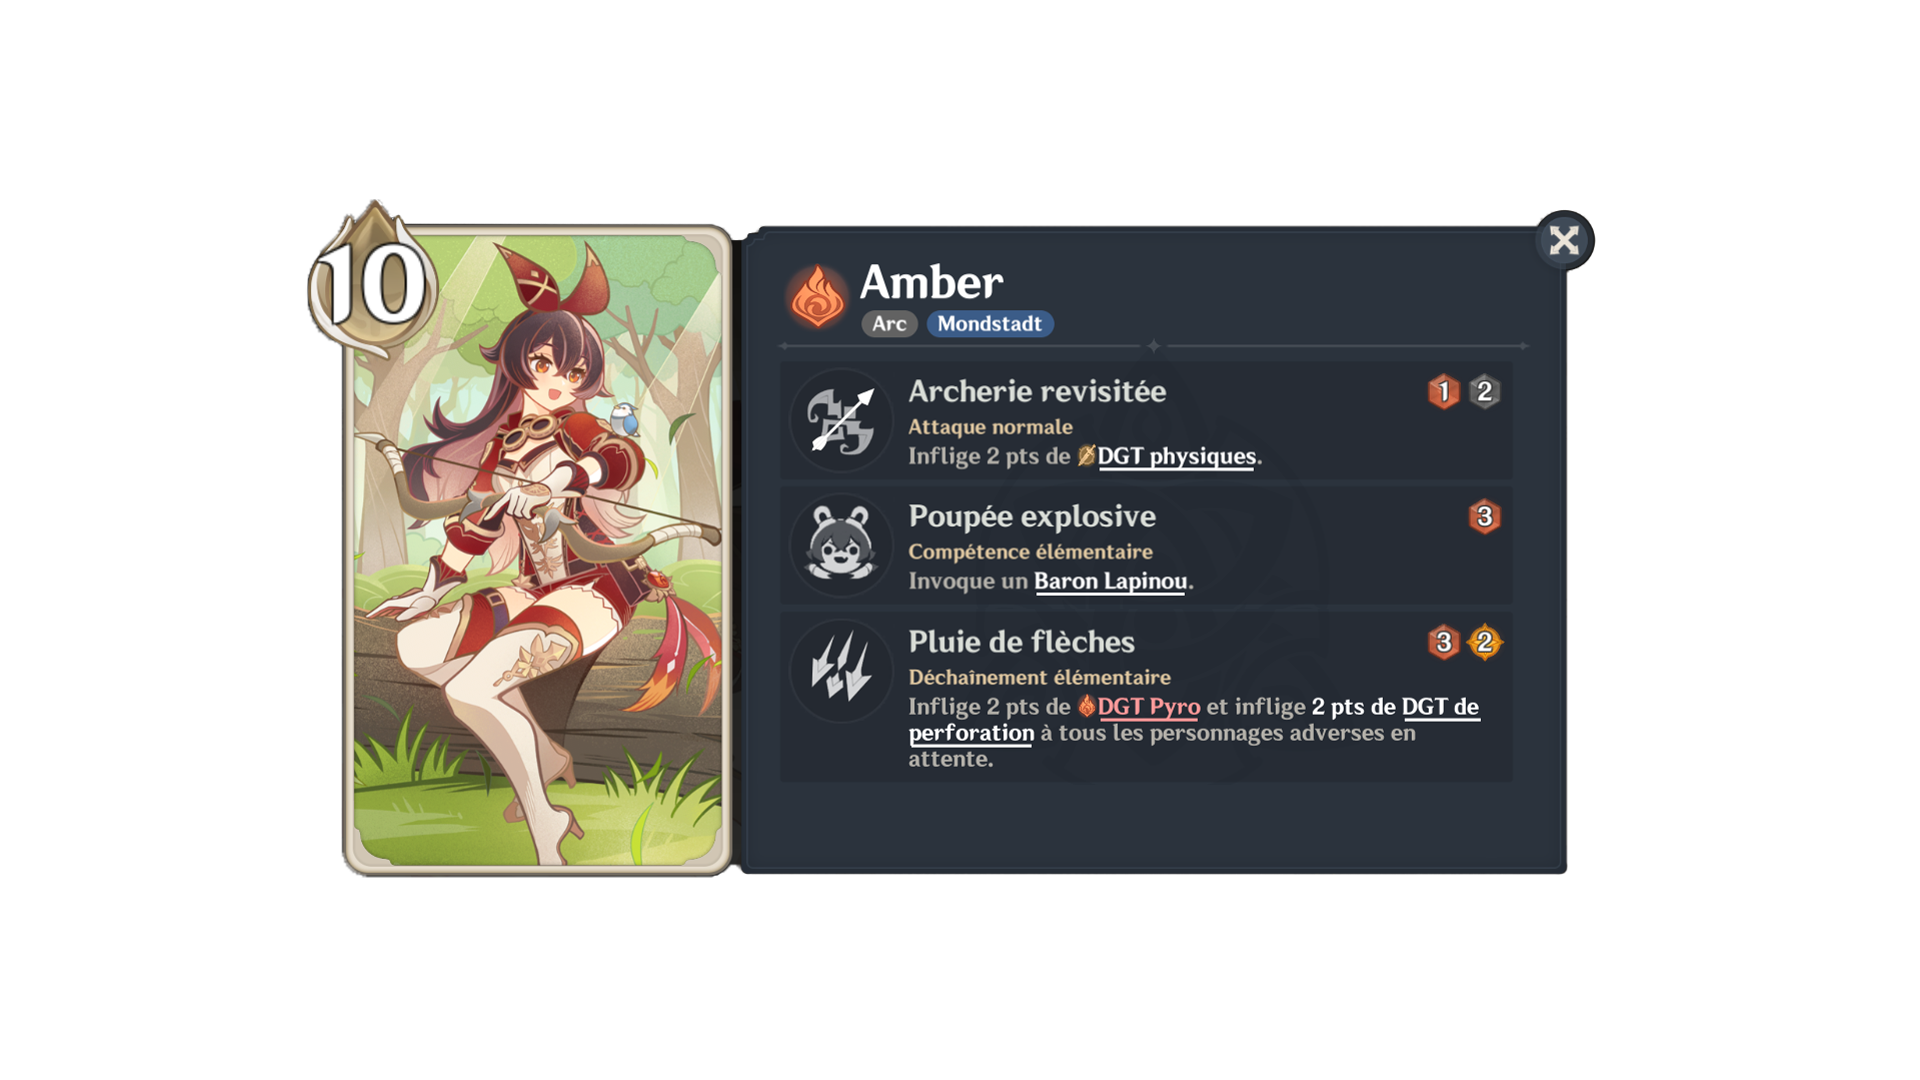 10
Amber
Arc Mondstadt
Archerie revisitée 1 2
Attaque normale
Inflige 2 pts de DGT physiques.
Poupée explosive 3
Compétence élémentaire
Invoque un Baron Lapinou.
Pluie de flèches 3 2
Déchaînement élémentaire
Inflige 2 pts de DGT Pyro et inflige 2 pts de DGT de
perforation à tous les personnages adverses en
attente.